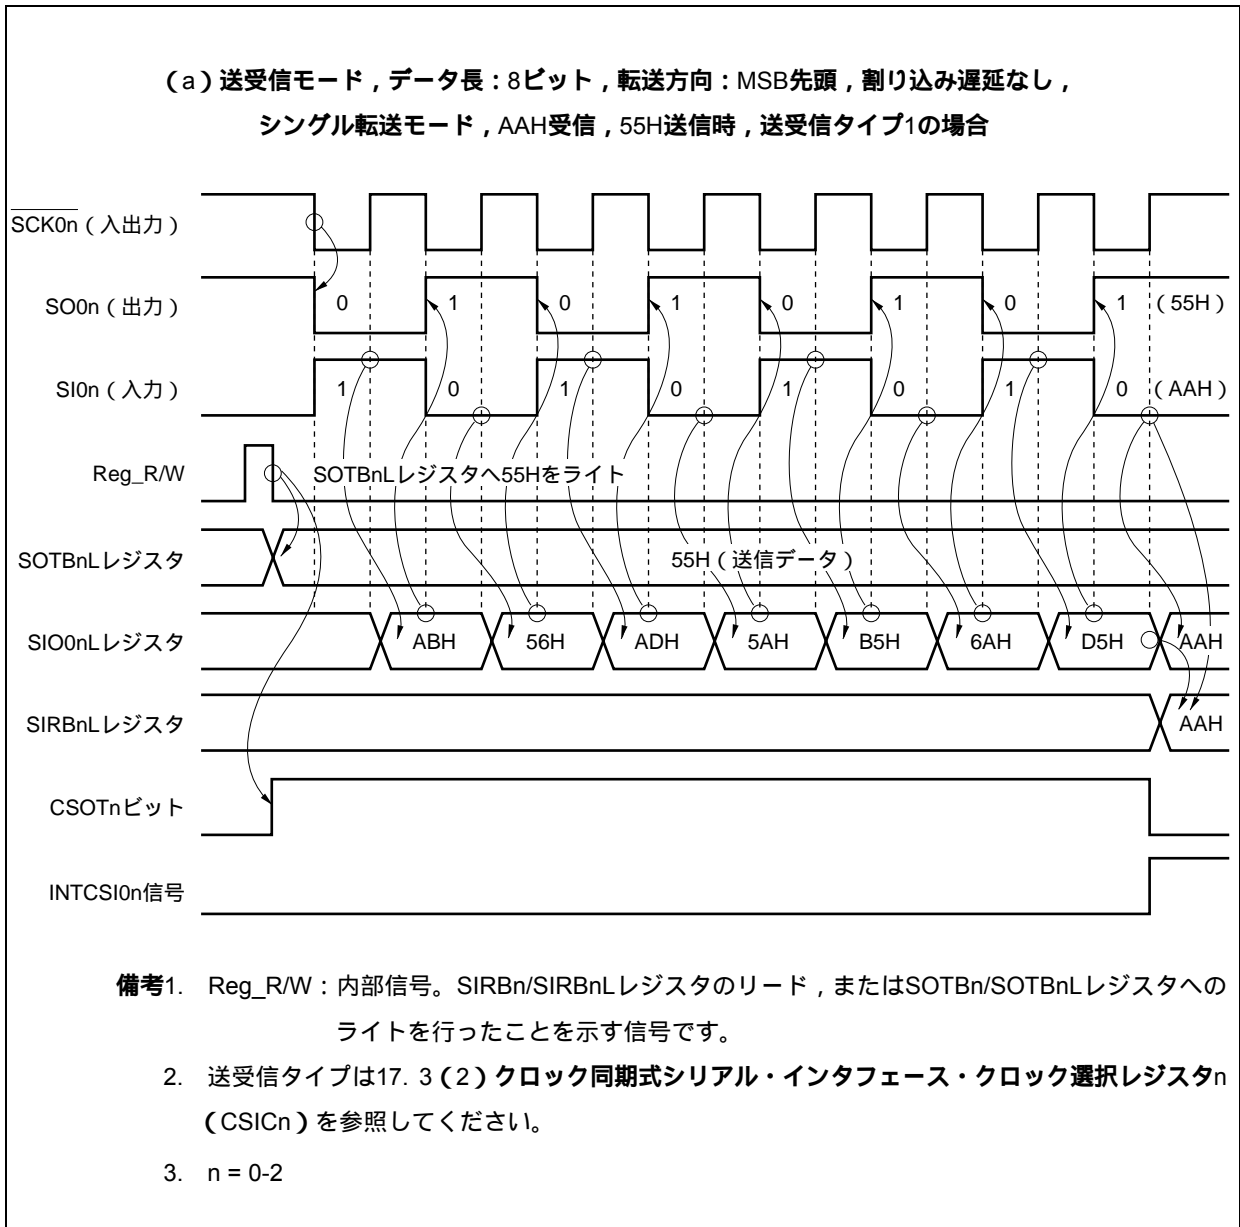 （a）送受信モード，データ長：8ビット，転送方向：MSB先頭，割り込み遅延なし，
シングル転送モード，AAH受信，55H送信時，送受信タイプ1の場合
SCK0n（入出力）
SO0n（出力） 0 1 0 1 0 1 0 1 （55H）
SI0n（入力） 1 0 1 0 1 0 1 0 （AAH）
Reg_R/W SOTBnLレジスタへ55Hをライト
SOTBnLレジスタ 55H（送信データ）
SIO0nLレジスタ ABH 56H ADH 5AH B5H 6AH D5H AAH
SIRBnLレジスタ AAH
CSOTnビット
INTCSI0n信号
備考1. Reg_R/W：内部信号。SIRBn/SIRBnLレジスタのリード，またはSOTBn/SOTBnLレジスタへの
ライトを行ったことを示す信号です。
2. 送受信タイプは17. 3（2）クロック同期式シリアル・インタフェース・クロック選択レジスタn
（CSICn）を参照してください。
3. n = 0-2